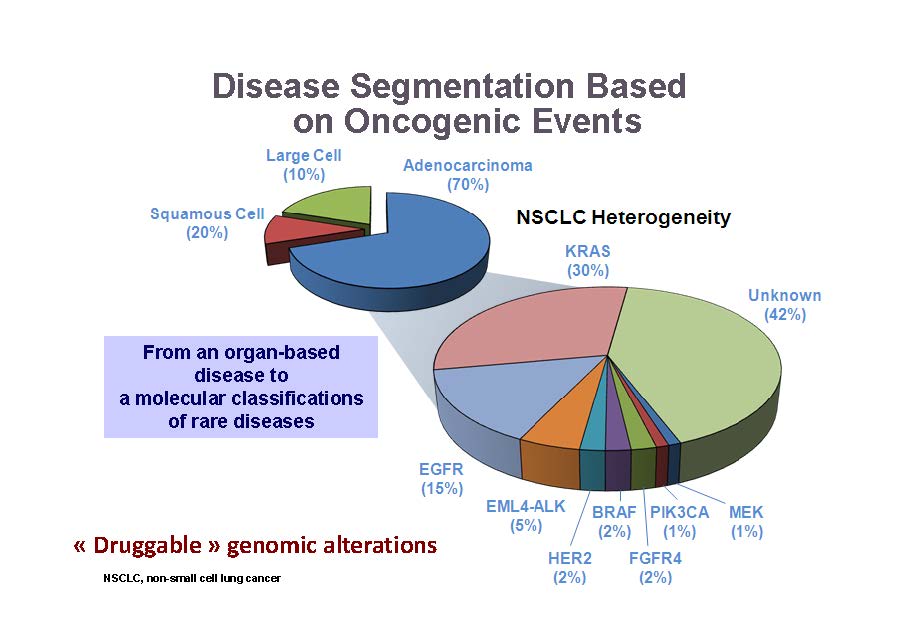 Disease Segmentation Based
on Oncogenic Events
Large Cell
(10%)
Adenocarcinoma
(70%)
Squamous Cell
(20%)
NSCLC Heterogeneity
KRAS
(30%)
Unknown
(42%)
From an organ-based
disease to
a molecular classifications
of rare diseases
EGFR
(15%)
EML4-ALK
(5%)
HER2
(2%)
BRAF
(2%)
FGFR4
(2%)
PIK3CA
(1%)
MEK
(1%)
« Druggable » genomic alterations
NSCLC, non-small cell lung cancer